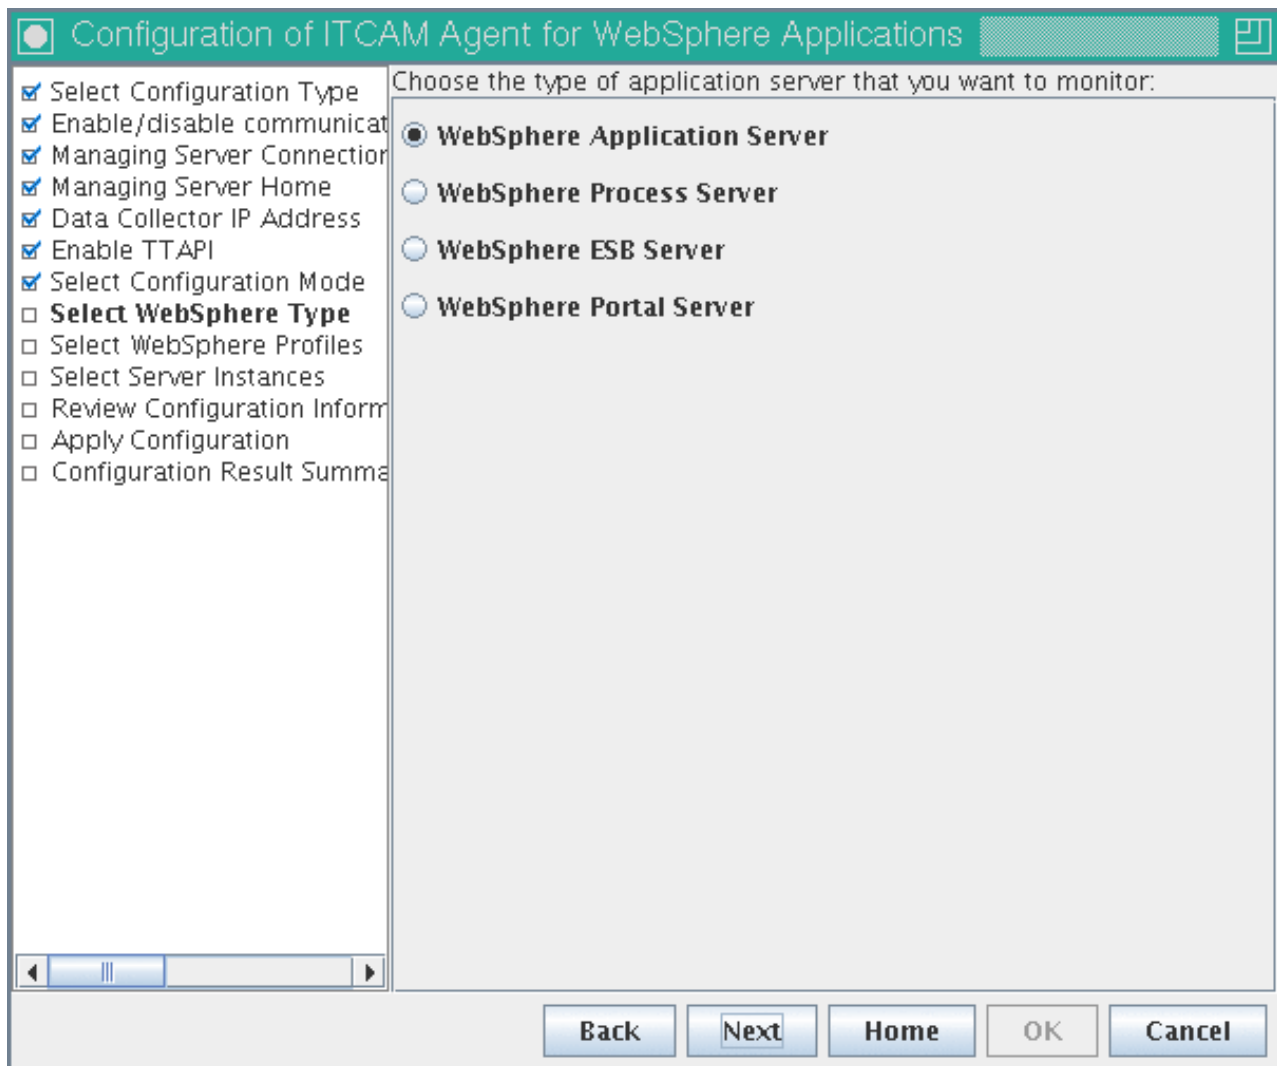 Configuration of ITCAM Agent for WebSphere Applications
Select Configuration Type
Enable/disable communicat
Managing Server Connection
Managing Server Home
Data Collector IP Address
Enable TTAPI
Select Configuration Mode
Select WebSphere Type
Select WebSphere Profiles
Select Server Instances
Review Configuration Inform
Apply Configuration
Configuration Result Summa
Choose the type of application server that you want to monitor:
WebSphere Application Server
WebSphere Process Server
WebSphere ESB Server
WebSphere Portal Server
Back Next Home OK Cancel